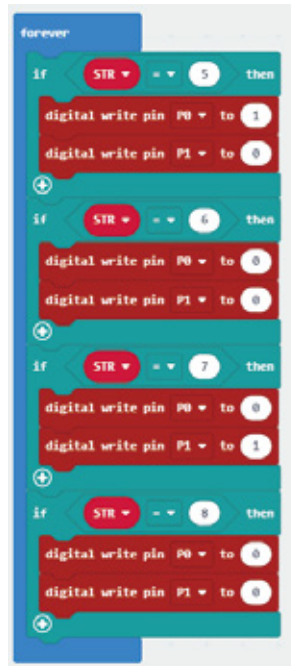 forever
if STR = 5 then
digital write pin P0 to 1
digital write pin P1 to 0
if STR = 6 then
digital write pin P0 to 0
digital write pin P1 to 0
if STR = 7 then
digital write pin P0 to 0
digital write pin P1 to 1
if STR = 8 then
digital write pin P0 to 0
digital write pin P1 to 0